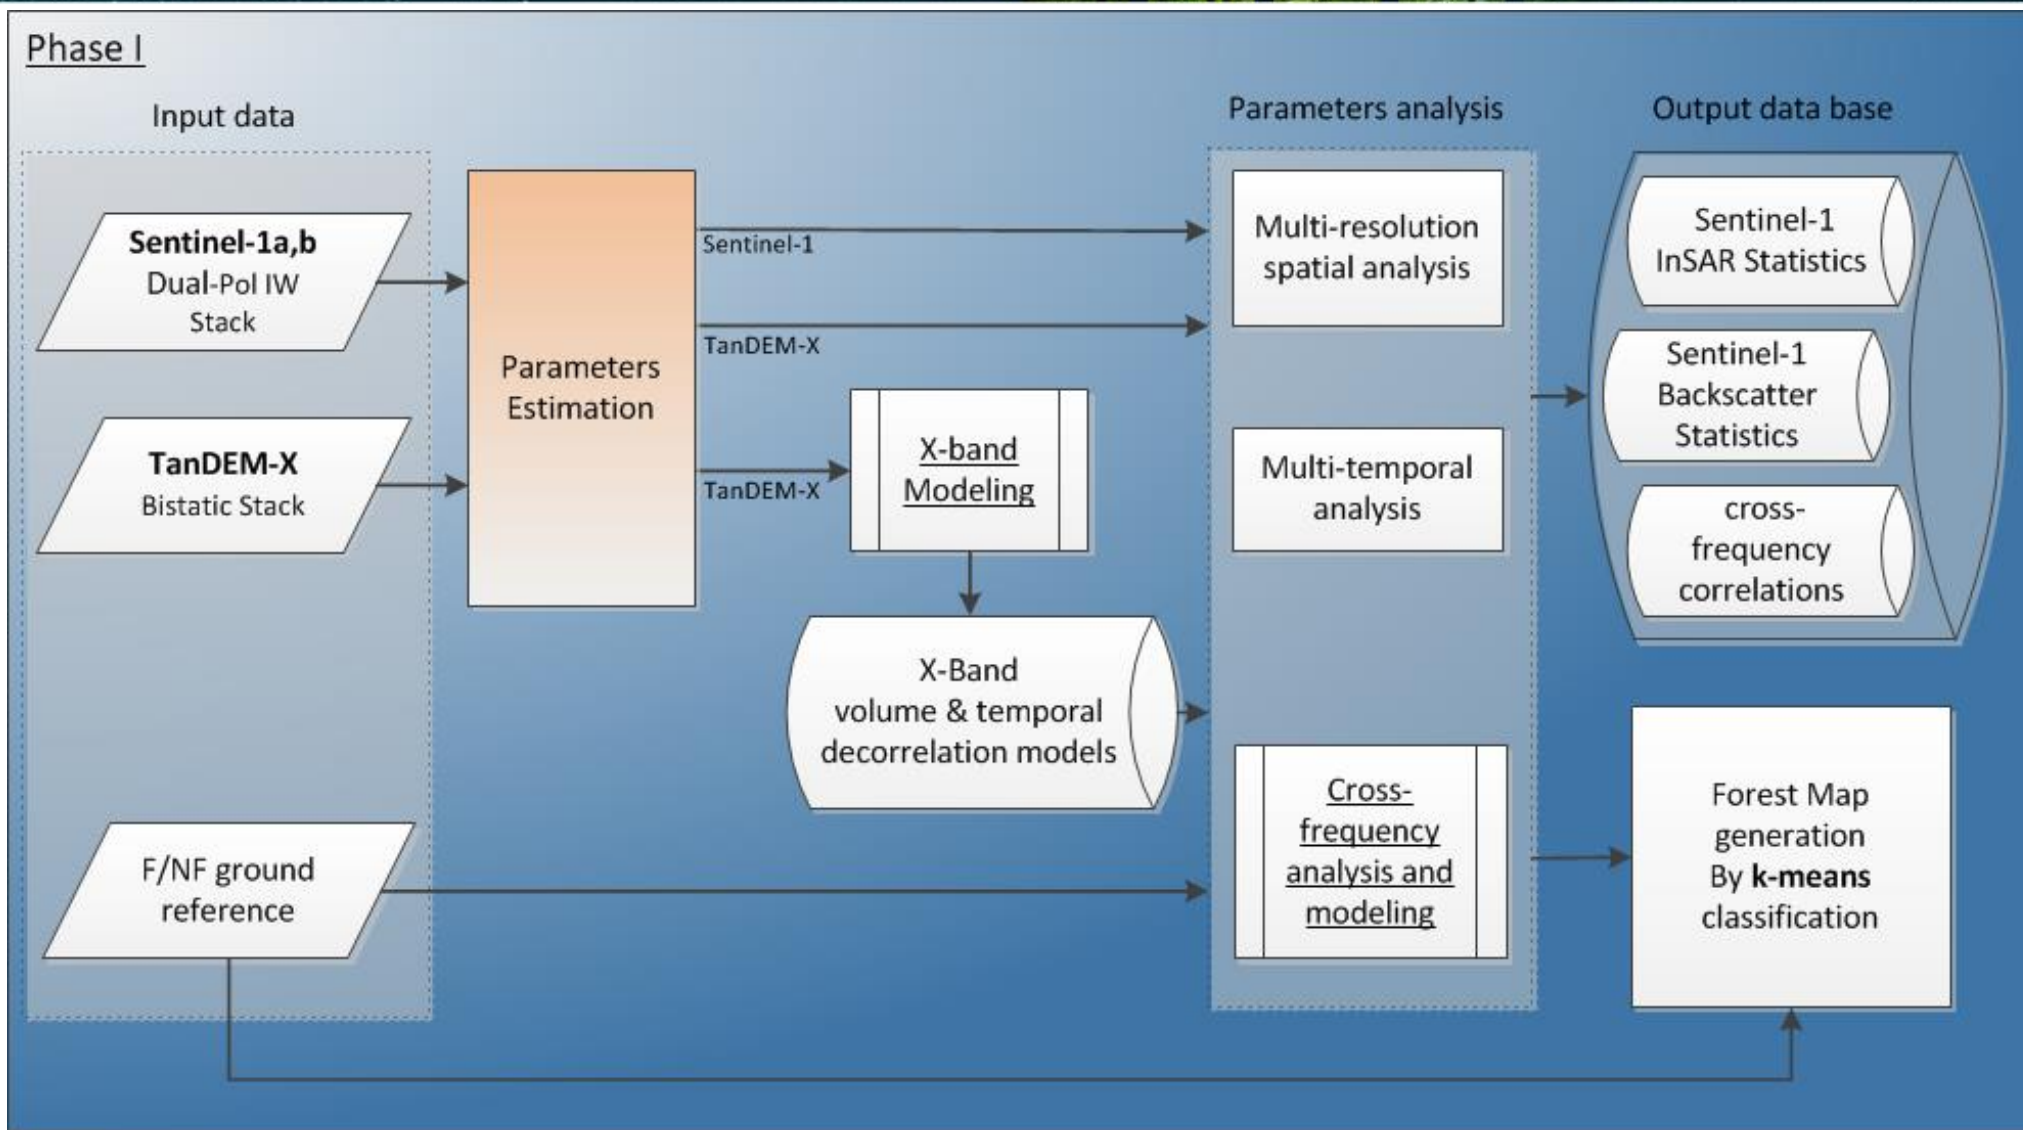 Phase I
Input data
Sentinel-1a,b
Dual-Pol IW
Stack
TanDEM-X
Bistatic Stack
F/NF ground
reference
Parameters
Estimation
Sentinel-1
TanDEM-X
TanDEM-X
X-band
Modeling
X-Band
volume & temporal
decorrelation models
Parameters analysis
Multi-resolution
spatial analysis
Multi-temporal
analysis
Cross-
frequency
analysis and
modeling
Output data base
Sentinel-1
InSAR Statistics
Sentinel-1
Backscatter
Statistics
cross-
frequency
correlations
Forest Map
generation
By k-means
classification